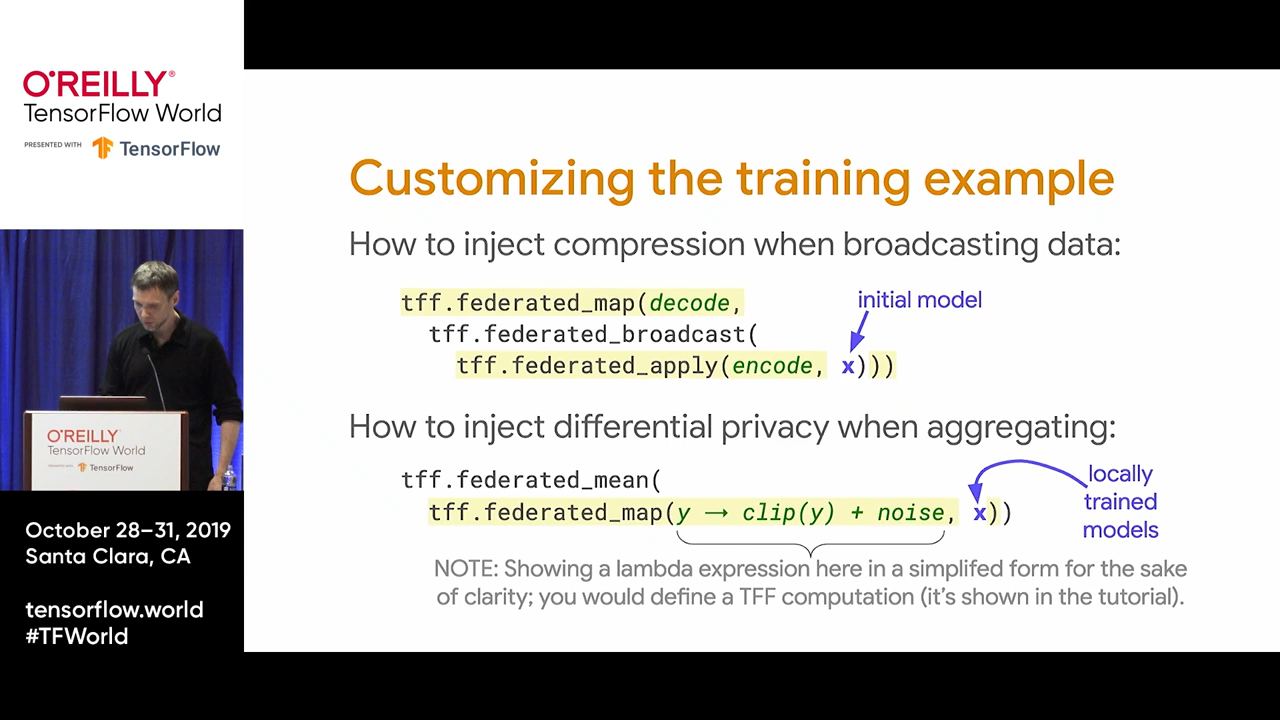 O'REILLY®
TensorFlow World
PRESENTED WITH TensorFlow
Customizing the training example
How to inject compression when broadcasting data:
initial model
tff.federated_map(decode,
tff.federated_broadcast(
tff.federated_apply(encode, x)))
How to inject differential privacy when aggregating:
tff.federated_mean(
tff.federated_map(y → clip(y) + noise, x))
locally
trained
models
NOTE: Showing a lambda expression here in a simplifed form for the sake
of clarity; you would define a TFF computation (it's shown in the tutorial).
O'REILLY
TensorFlow World
TensorFlow
October 28–31, 2019
Santa Clara, CA
tensorflow.world
#TFWorld